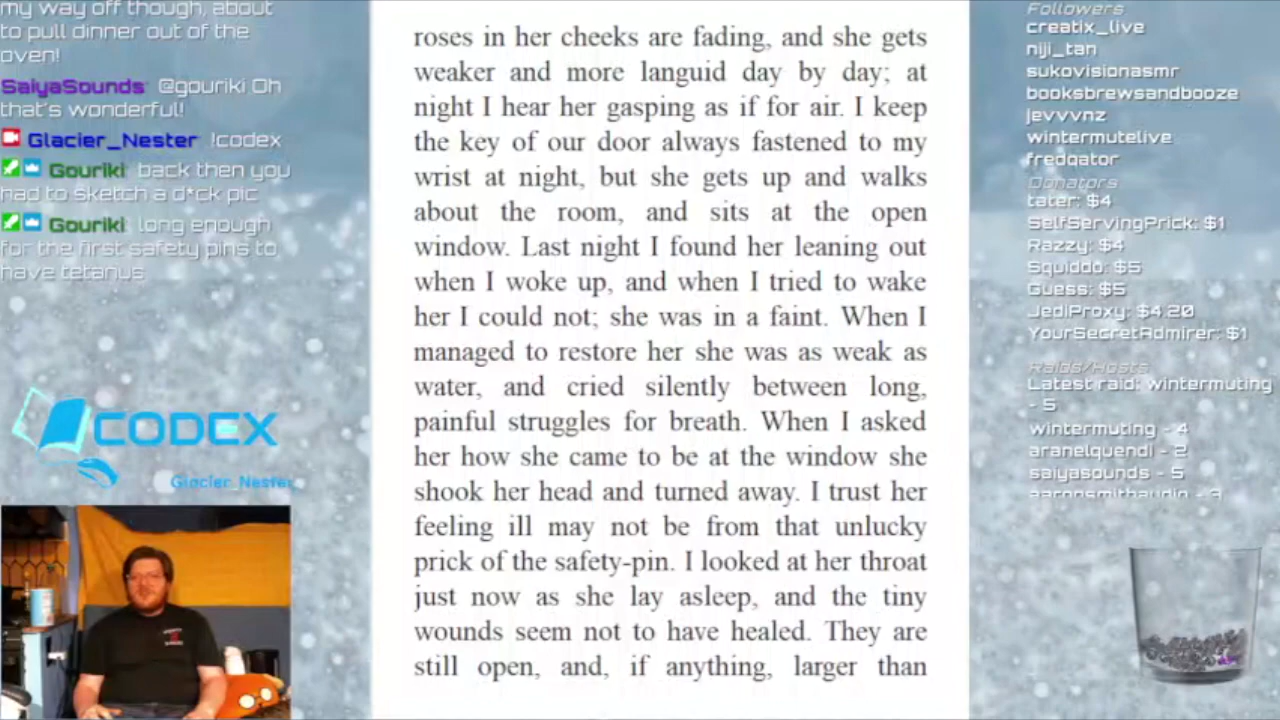 my way off though, about
to pull dinner out of the
oven!
SaiyaSounds: @gouriki Oh
that's wonderful!
Glacier_Nester: !codex
Gouriki: back then you
had to sketch a d*ck pic
Gouriki: long enough
for the first safety pins to
have tetanus
CODEX
Glacier_Nester
roses in her cheeks are fading, and she gets
weaker and more languid day by day; at
night I hear her gasping as if for air. I keep
the key of our door always fastened to my
wrist at night, but she gets up and walks
about the room, and sits at the open
window. Last night I found her leaning out
when I woke up, and when I tried to wake
her I could not; she was in a faint. When I
managed to restore her she was as weak as
water, and cried silently between long,
painful struggles for breath. When I asked
her how she came to be at the window she
shook her head and turned away. I trust her
feeling ill may not be from that unlucky
prick of the safety-pin. I looked at her throat
just now as she lay asleep, and the tiny
wounds seem not to have healed. They are
still open, and, if anything, larger than
Followers
creatix_live
niji_tan
sukovisionasmr
booksbrewsandbooze
jevvvnz
wintermutelive
fredgator
Donators
tater: $4
SelfServingPrick: $1
Razzy: $4
Squidd0: $5
Guess: $5
JediProxy: $4.20
YourSecretAdmirer: $1
Raids/Hosts
Latest raid: wintermuting
- 5
wintermuting - 4
aranelquendi - 2
saiyasounds - 5
aaronsmithaudio - 3